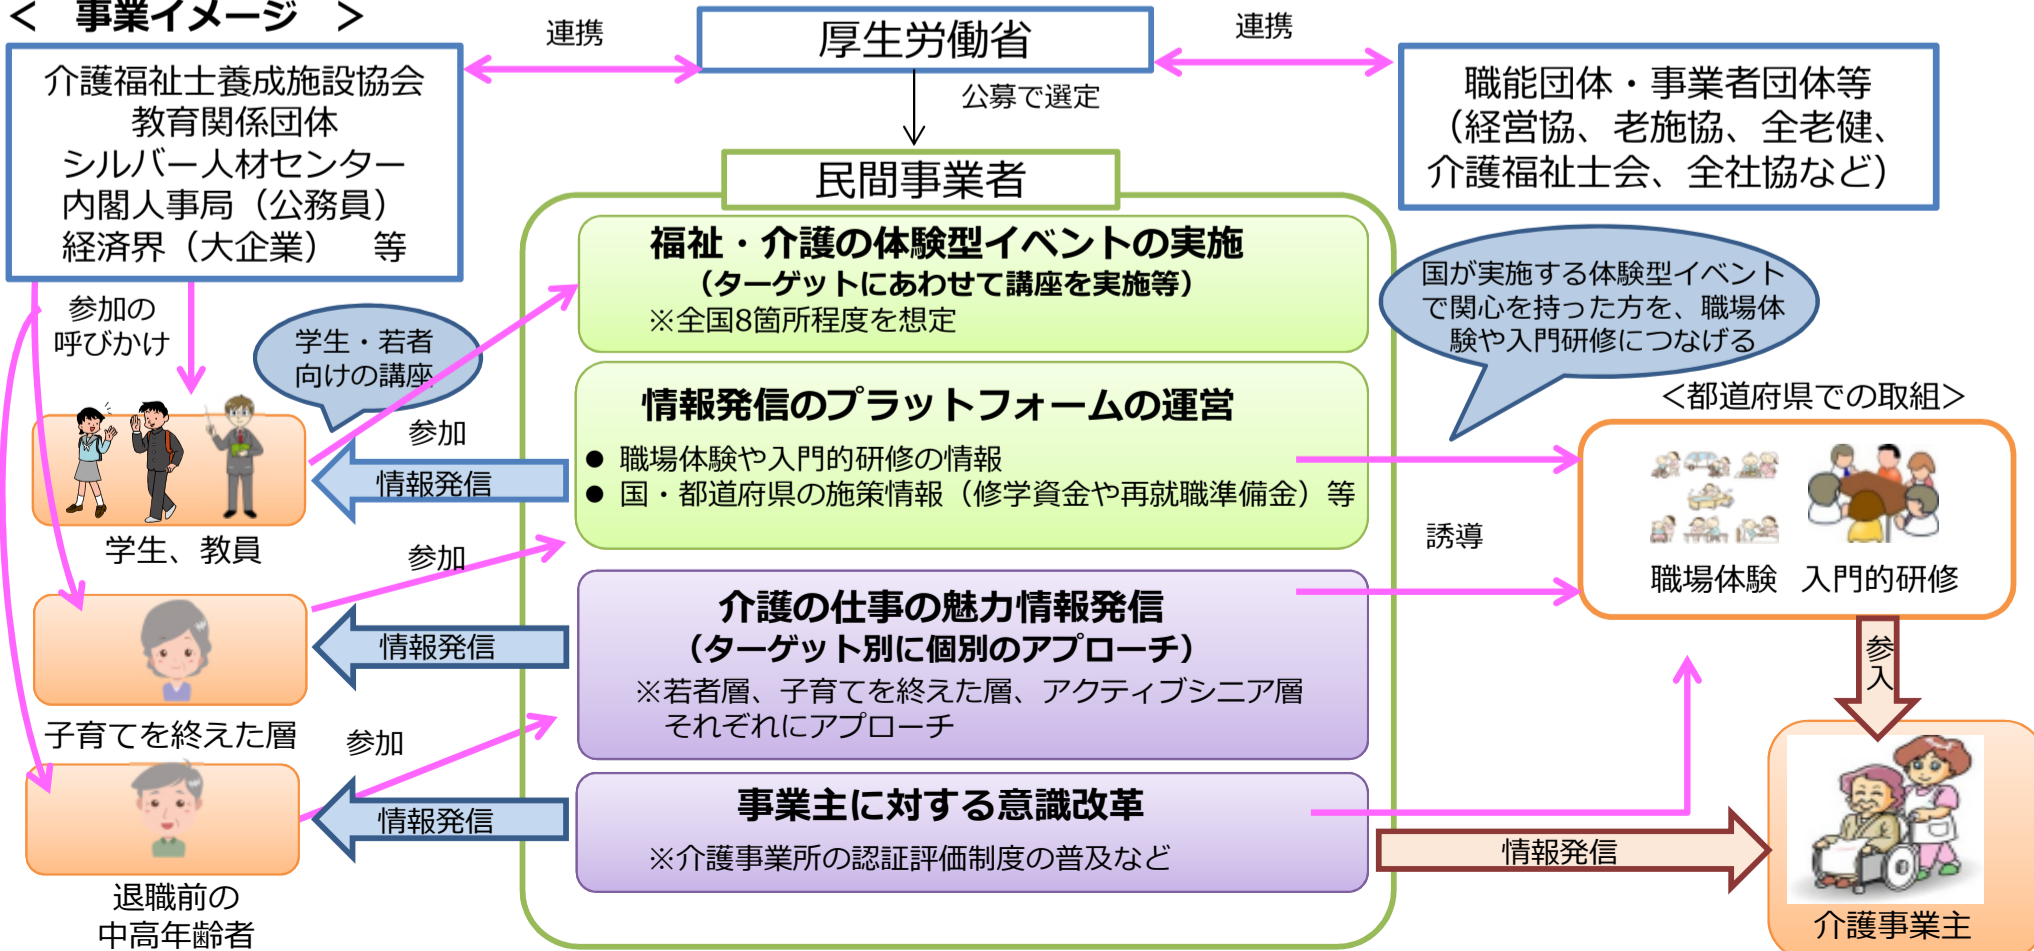 ＜　事業イメージ　＞
連携
厚生労働省
連携
介護福祉士養成施設協会
教育関係団体
シルバー人材センター
内閣人事局（公務員）
経済界（大企業）　等
公募で選定
職能団体・事業者団体等
（経営協、老施協、全老健、
介護福祉士会、全社協など）
民間事業者
福祉・介護の体験型イベントの実施
（ターゲットにあわせて講座を実施等）
※全国8箇所程度を想定
国が実施する体験型イベント
で関心を持った方を、職場体
験や入門研修につなげる
参加の
呼びかけ
学生・若者
向けの講座
情報発信のプラットフォームの運営
● 職場体験や入門的研修の情報
● 国・都道府県の施策情報（修学資金や再就職準備金）等
＜都道府県での取組＞
参加
情報発信
学生、教員
誘導
職場体験　入門的研修
参加
介護の仕事の魅力情報発信
（ターゲット別に個別のアプローチ）
※若者層、子育てを終えた層、アクティブシニア層
それぞれにアプローチ
情報発信
子育てを終えた層
参入
参加
事業主に対する意識改革
※介護事業所の認証評価制度の普及など
情報発信
情報発信
退職前の
中高年齢者
介護事業主